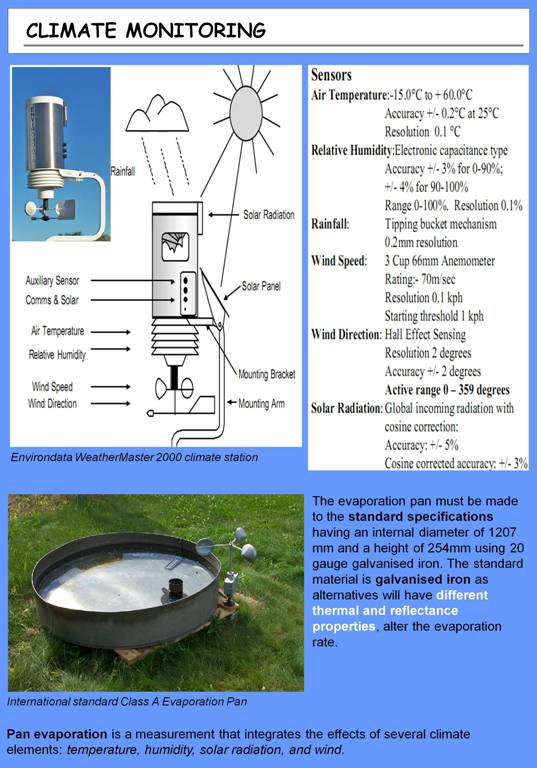 CLIMATE MONITORING
Rainfall
Solar Radiation
Auxiliary Sensor
Comms & Solar
Solar Panel
Air Temperature
Relative Humidity
Mounting Bracket
Wind Speed
Wind Direction
Mounting Arm
Environdata WeatherMaster 2000 climate station
Sensors
Air Temperature:-15.0°C to + 60.0°C
Accuracy +/- 0.2°C at 25°C
Resolution 0.1 °C
Relative Humidity:Electronic capacitance type
Accuracy +/- 3% for 0-90%;
+/- 4% for 90-100%
Range 0-100%. Resolution 0.1%
Rainfall: Tipping bucket mechanism
0.2mm resolution
Wind Speed: 3 Cup 66mm Anemometer
Rating:- 70m/sec
Resolution 0.1 kph
Starting threshold 1 kph
Wind Direction: Hall Effect Sensing
Resolution 2 degrees
Accuracy +/- 2 degrees
Active range 0 – 359 degrees
Solar Radiation: Global incoming radiation with
cosine correction:
Accuracy: +/- 5%
Cosine corrected accuracy: +/- 3%
The evaporation pan must be made
to the standard specifications
having an internal diameter of 1207
mm and a height of 254mm using 20
gauge galvanised iron. The standard
material is galvanised iron as
alternatives will have different
thermal and reflectance
properties, alter the evaporation
rate.
International standard Class A Evaporation Pan
Pan evaporation is a measurement that integrates the effects of several climate
elements: temperature, humidity, solar radiation, and wind.